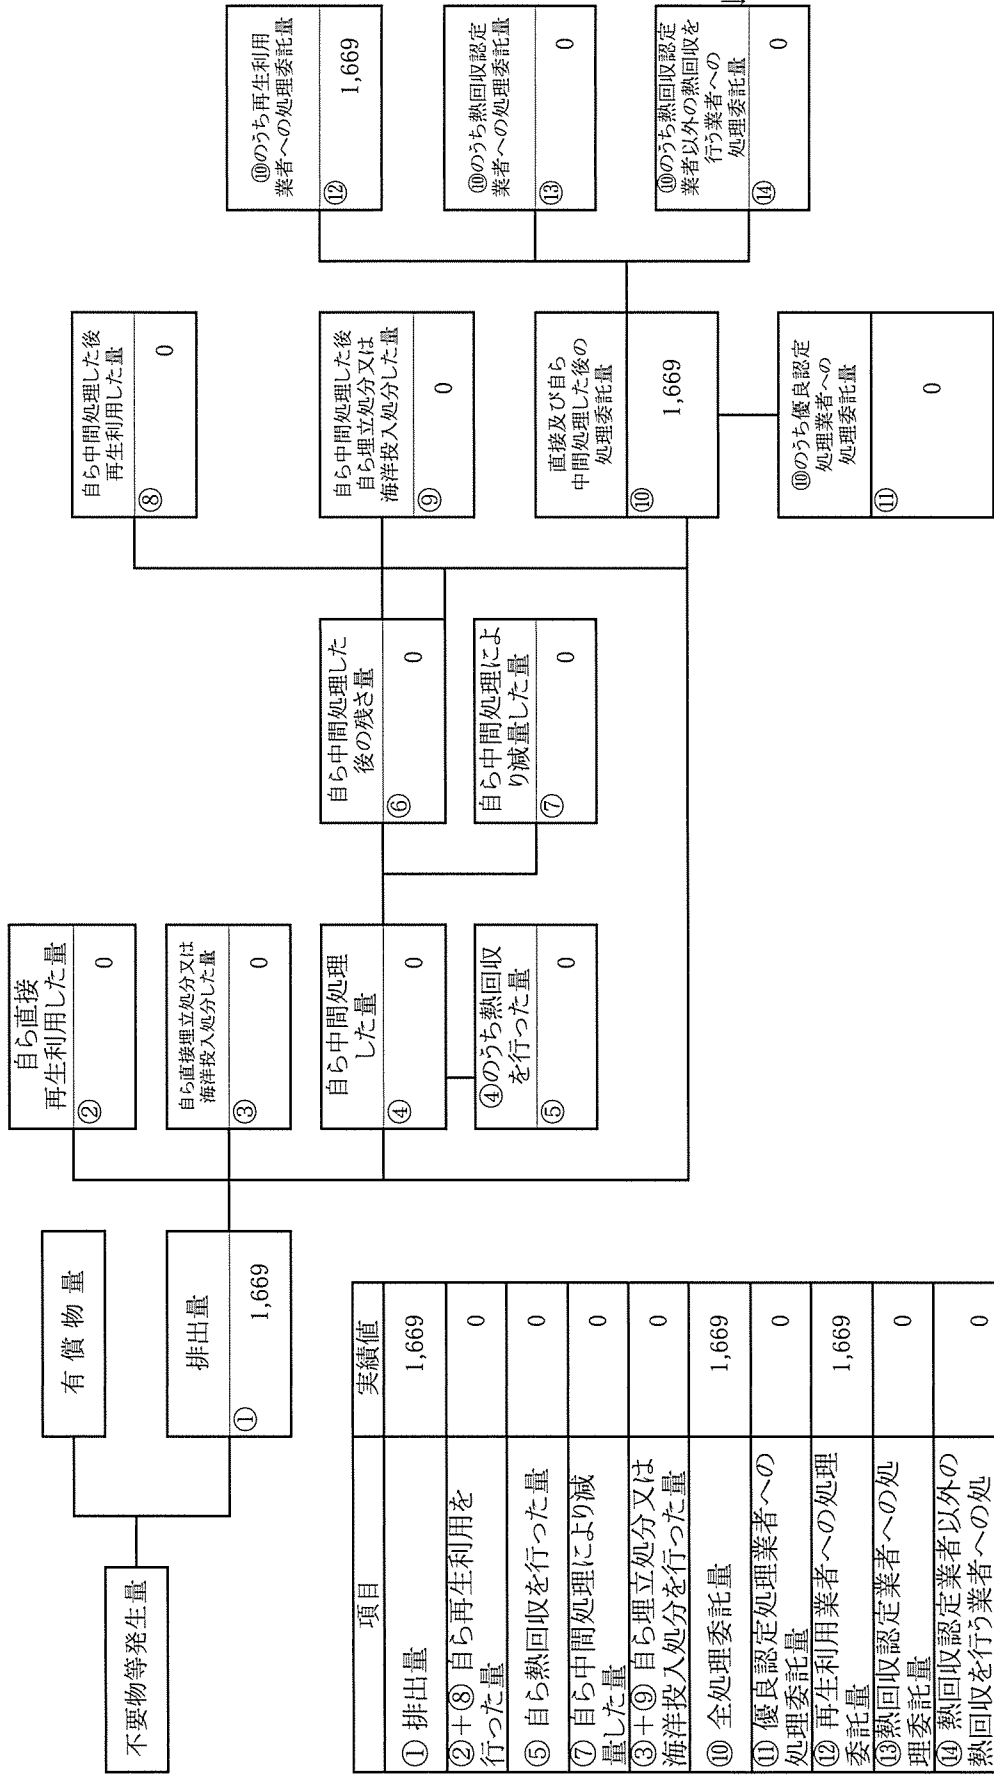 不要物等発生量
有 償 物 量
排出量
①
1,669
自ら直接
再生利用した量
②
0
自ら直接埋立処分又は
海洋投入処分した量
③
0
自ら中間処理
した量
④
0
④のうち熱回収
を行った量
⑤
0
自ら中間処理した
後の残さ量
⑥
0
自ら中間処理によ
り減量した量
⑦
0
自ら中間処理した後
再生利用した量
⑧
0
自ら中間処理した後
自ら埋立処分又は
海洋投入処分した量
⑨
0
直接及び自ら
中間処理した後の
処理委託量
⑩
1,669
⑩のうち優良認定
処理業者への
処理委託量
⑪
0
⑩のうち再生利用
業者への処理委託量
⑫
1,669
⑩のうち熱回収認定
業者への処理委託量
⑬
0
⑩のうち熱回収認定
業者以外の熱回収を
行う業者への
処理委託量
⑭
0
項目 実績値
① 排出量 1,669
②+⑧ 自ら再生利用を
行った量 0
⑤ 自ら熱回収を行った量 0
⑦ 自ら中間処理により減
量した量 0
③+⑨ 自ら埋立処分又は
海洋投入処分を行った量 0
⑩ 全処理委託量 1,669
⑪ 優良認定処理業者への
処理委託量 0
⑫ 再生利用業者への処理
委託量 1,669
⑬熱回収認定業者への処
理委託量 0
⑭ 熱回収認定業者以外の
熱回収を行う業者への処 0